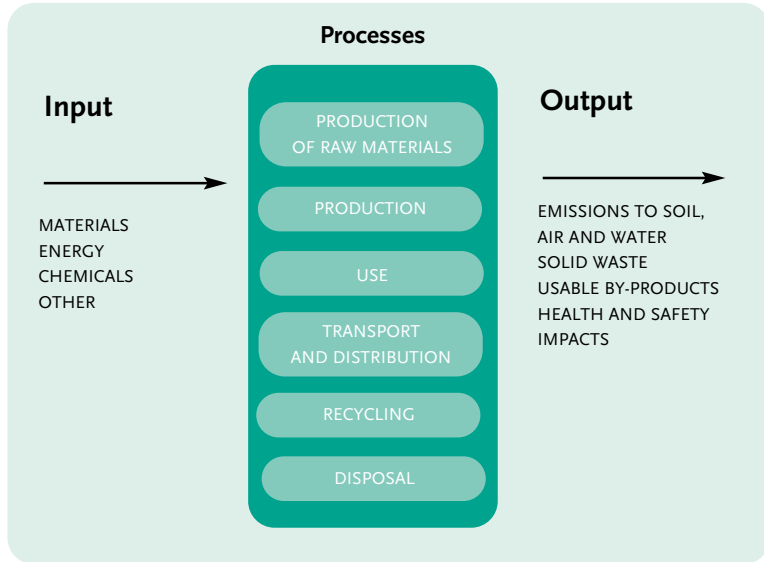 Processes
Input
MATERIALS
ENERGY
CHEMICALS
OTHER
PRODUCTION
OF RAW MATERIALS
PRODUCTION
USE
TRANSPORT
AND DISTRIBUTION
RECYCLING
DISPOSAL
Output
EMISSIONS TO SOIL,
AIR AND WATER
SOLID WASTE
USABLE BY-PRODUCTS
HEALTH AND SAFETY
IMPACTS